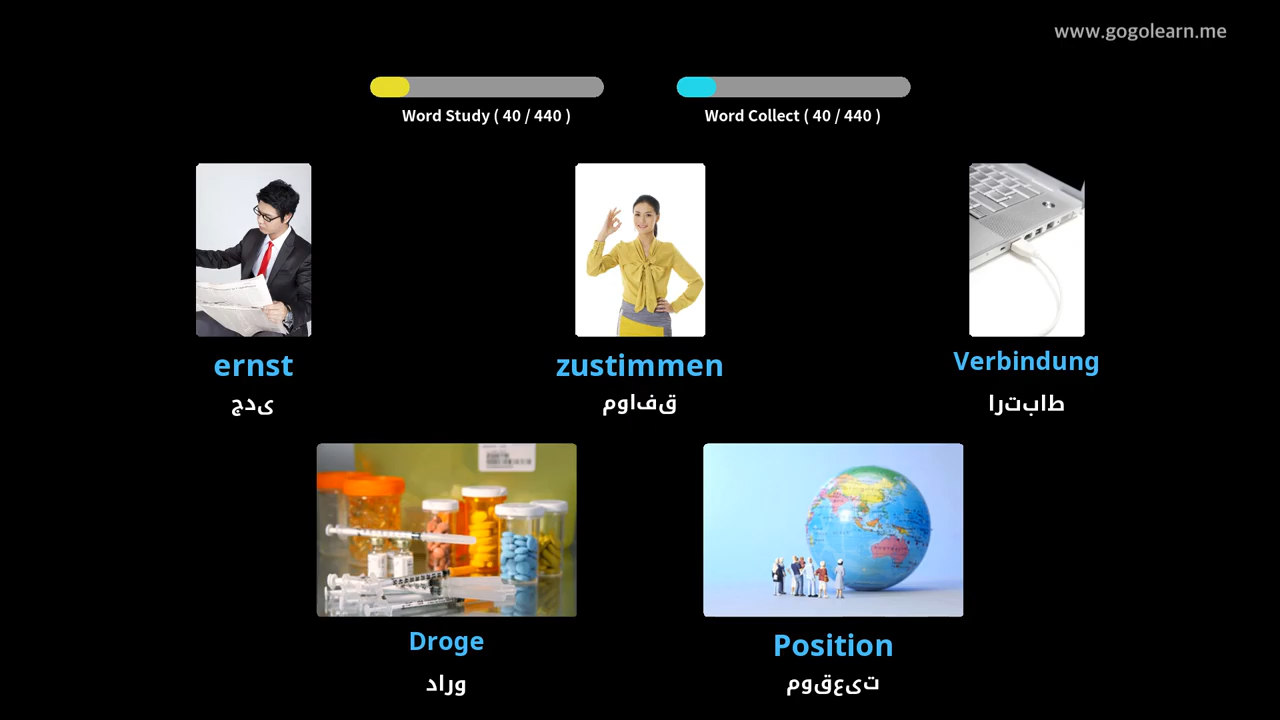 www.gogolearn.me
Word Study ( 40 / 440 )
Word Collect ( 40 / 440 )
ernst
یدج
zustimmen
قفاوم
Verbindung
طابترا
Droge
وراد
Position
تیعقوم